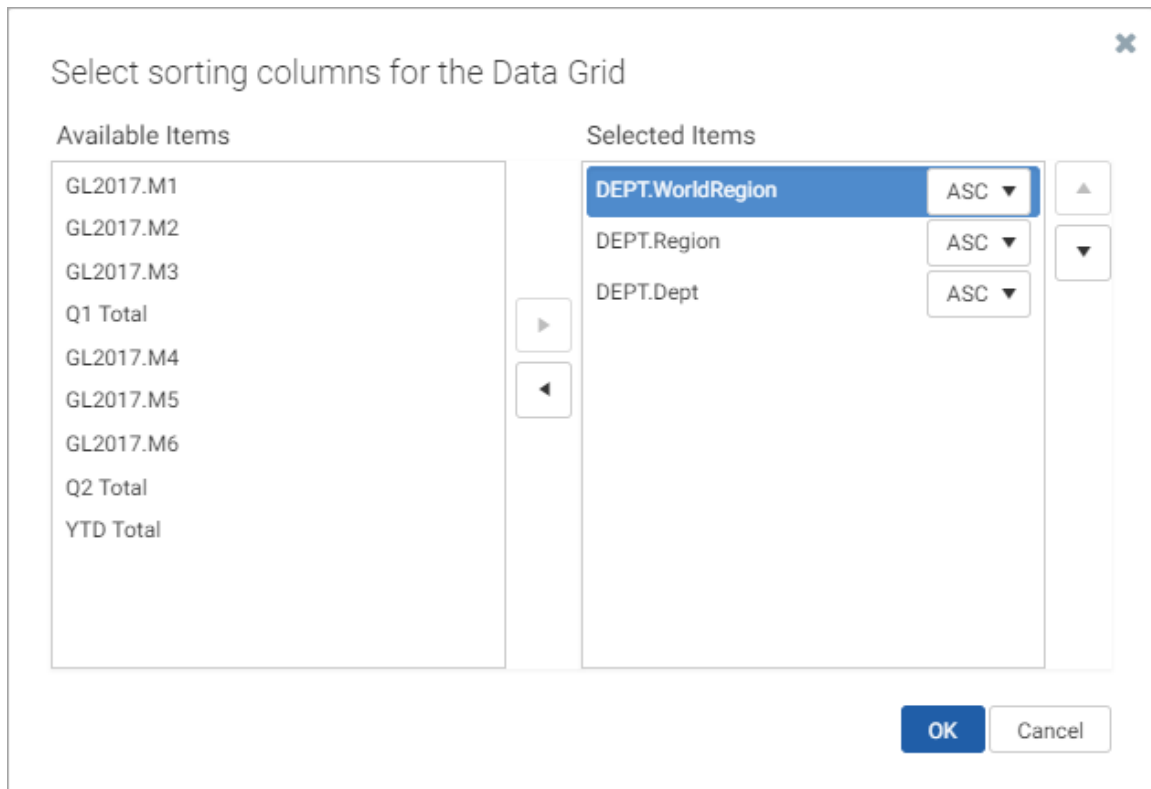 Select sorting columns for the Data Grid
Available Items
GL2017.M1
GL2017.M2
GL2017.M3
Q1 Total
GL2017.M4
GL2017.M5
GL2017.M6
Q2 Total
YTD Total
Selected Items
DEPT.WorldRegion ASC
DEPT.Region ASC
DEPT.Dept ASC
OK Cancel